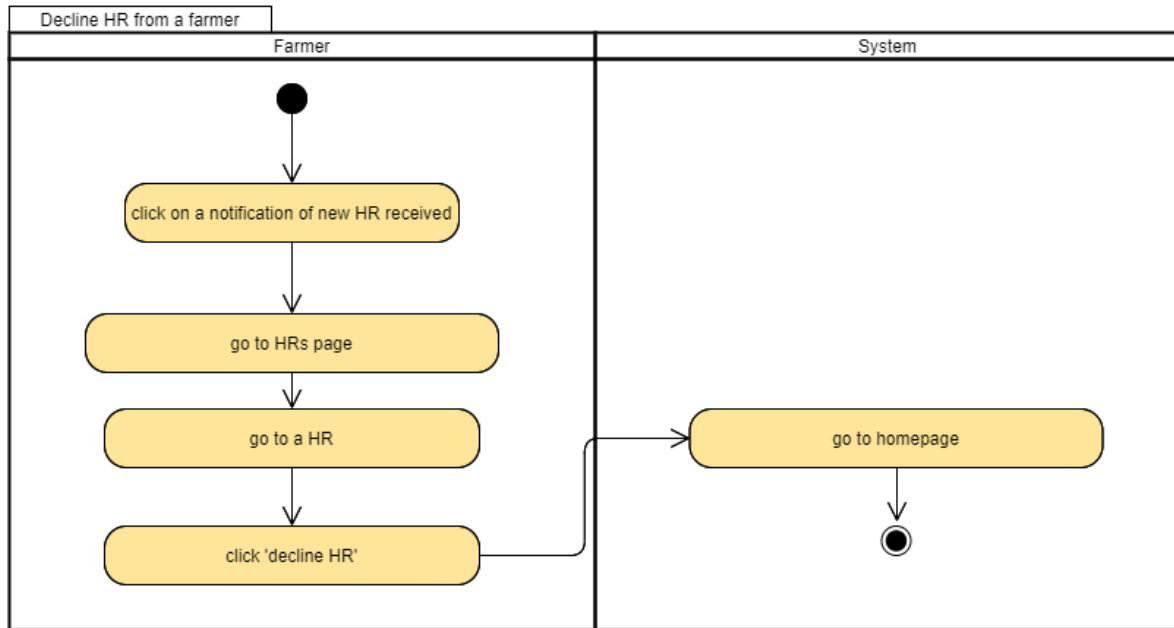 Decline HR from a farmer
Farmer
System
click on a notification of new HR received
go to HRs page
go to a HR
go to homepage
click 'decline HR'